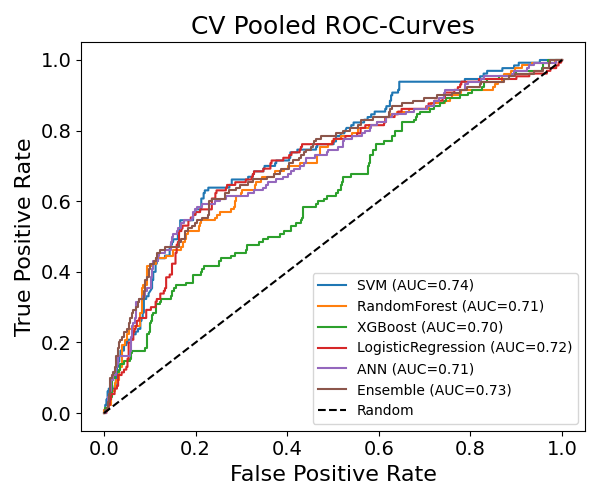 CV Pooled ROC-Curves
True Positive Rate
1.0
0.8
0.6
0.4
0.2
0.0
SVM (AUC=0.74)
RandomForest (AUC=0.71)
XGBoost (AUC=0.70)
LogisticRegression (AUC=0.72)
ANN (AUC=0.71)
Ensemble (AUC=0.73)
Random
0.0 0.2 0.4 0.6 0.8 1.0
False Positive Rate